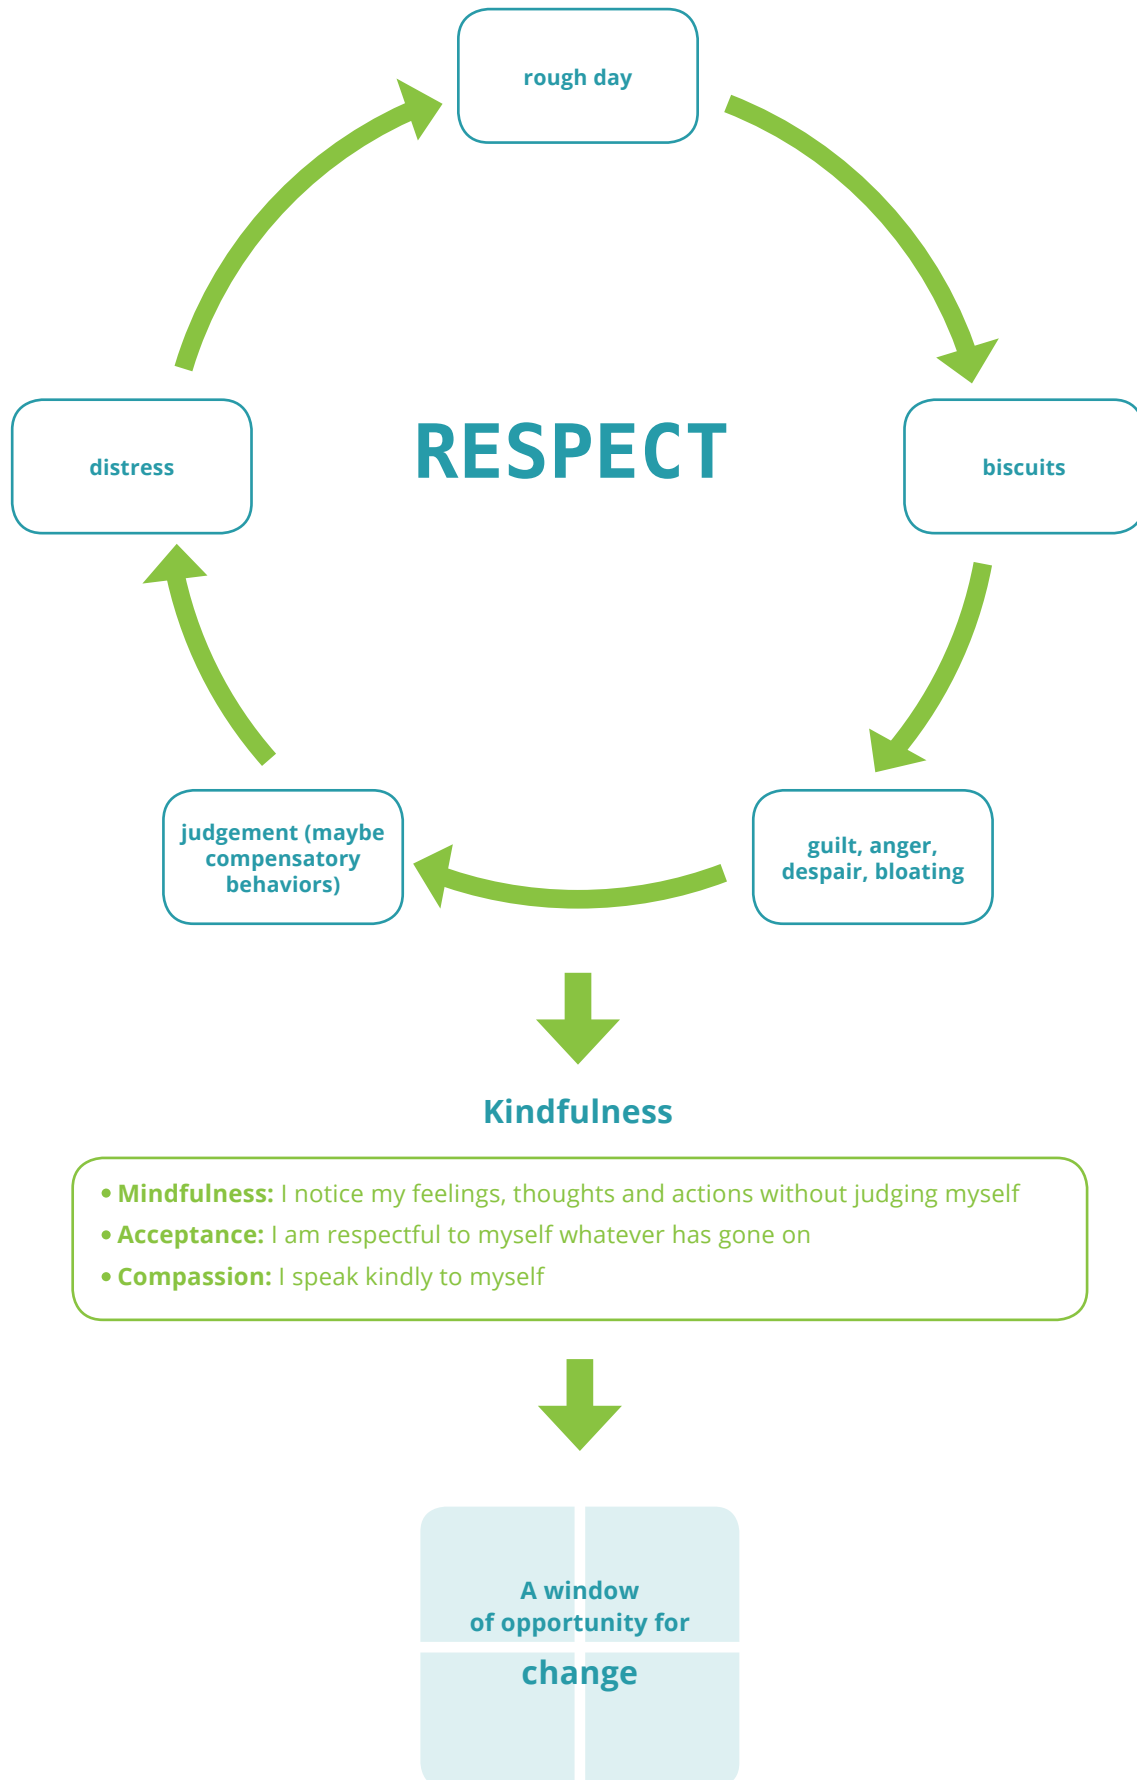 rough day
distress
RESPECT
biscuits
judgement (maybe
compensatory
behaviors)
guilt, anger,
despair, bloating
Kindfulness
• Mindfulness: I notice my feelings, thoughts and actions without judging myself
• Acceptance: I am respectful to myself whatever has gone on
• Compassion: I speak kindly to myself
A window
of opportunity for
change